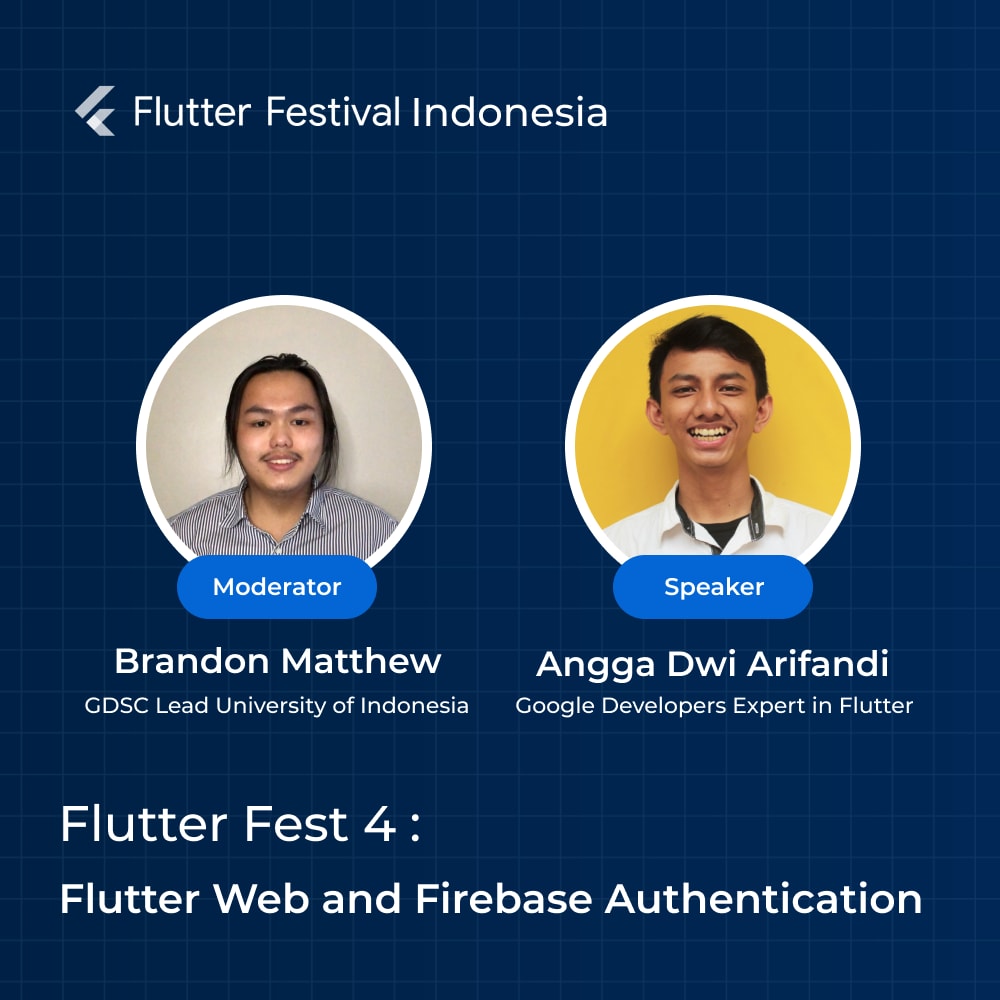 Flutter Festival Indonesia
Moderator
Brandon Matthew
GDSC Lead University of Indonesia
Speaker
Angga Dwi Arifandi
Google Developers Expert in Flutter
Flutter Fest 4 :
Flutter Web and Firebase Authentication